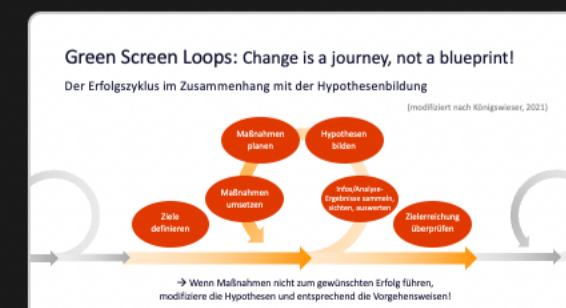 Green Screen Loops: Change is a journey, not a blueprint!
Der Erfolgszyklus im Zusammenhang mit der Hypothesenbildung
(modifiziert nach Königswieser, 2021)
Maßnahmen
planen
Hypothesen
bilden
Maßnahmen
umsetzen
Infos/Analyse-
Ergebnisse sammeln,
sichten, auswerten
Ziele
definieren
Zielerreichung
überprüfen
→ Wenn Maßnahmen nicht zum gewünschten Erfolg führen,
modifiziere die Hypothesen und entsprechend die Vorgehensweisen!